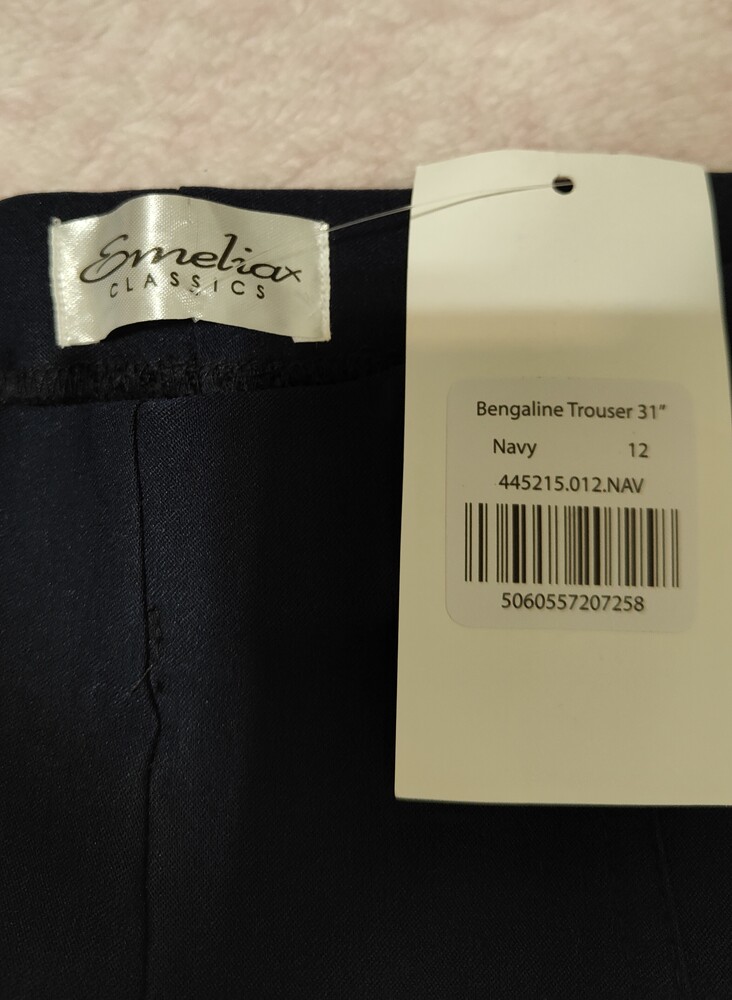 Emelia
CLASSICS
Bengaline Trouser 31"
Navy 12
445215.012.NAV
5060557207258